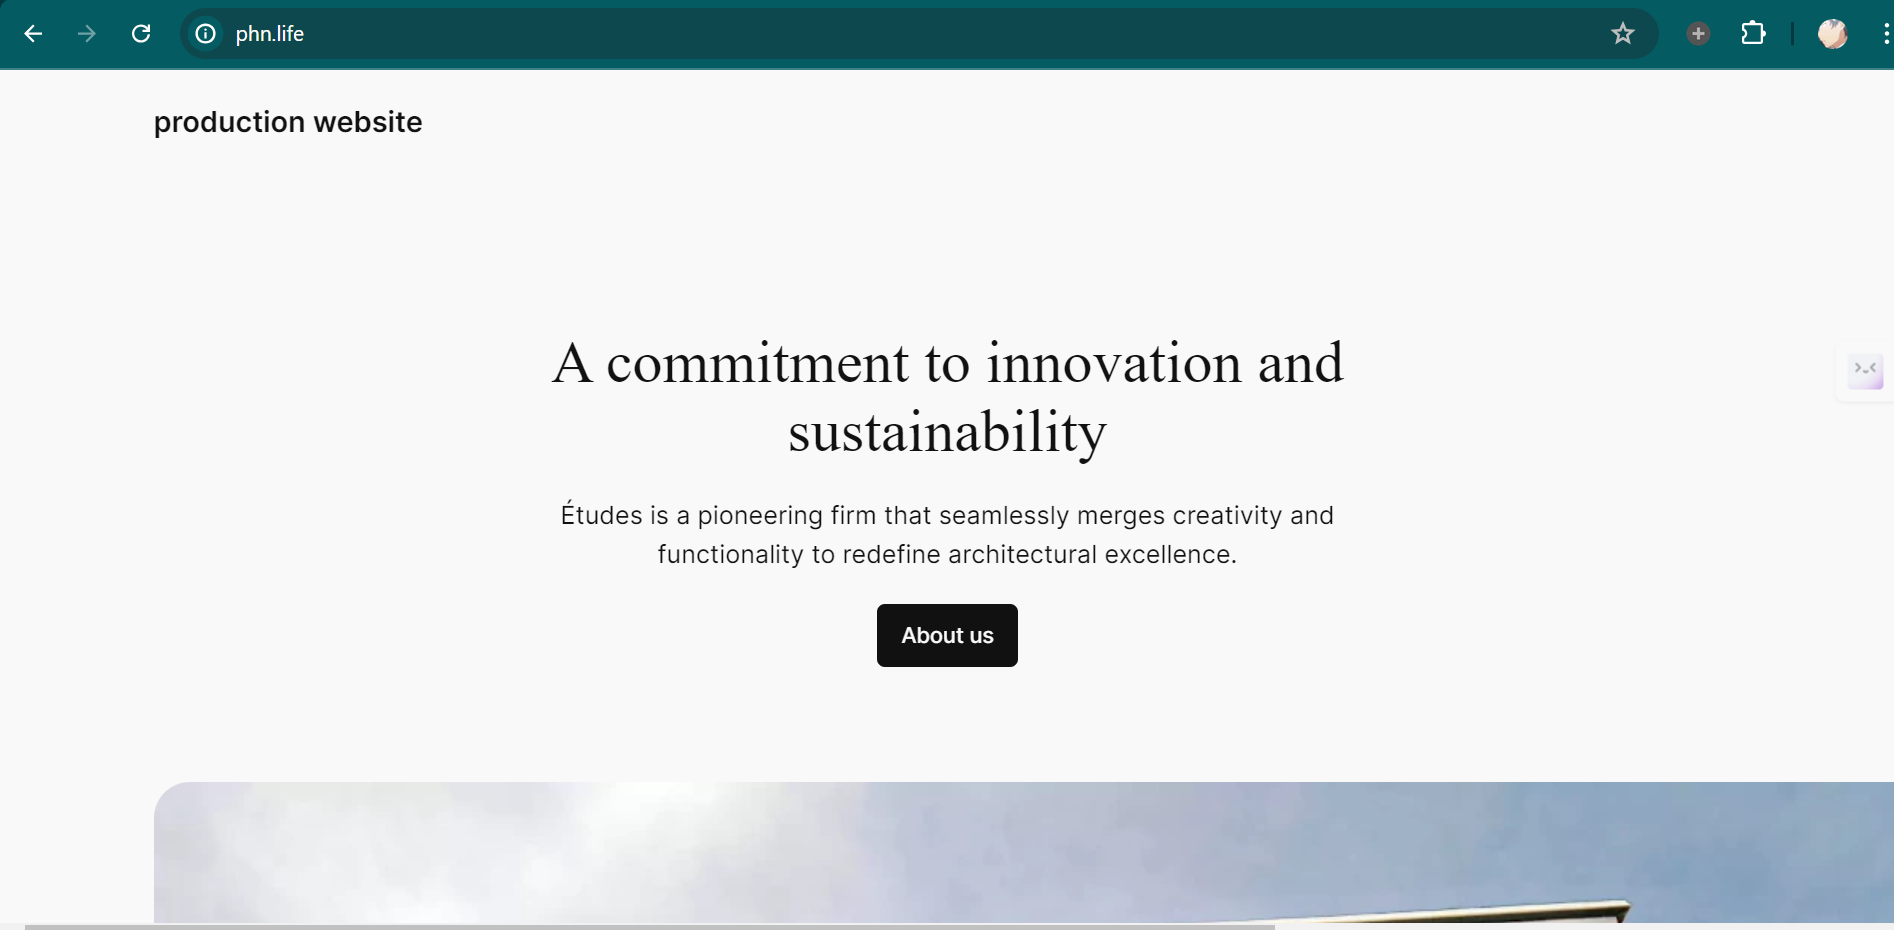 phn.life
production website
A commitment to innovation and
sustainability
Études is a pioneering firm that seamlessly merges creativity and
functionality to redefine architectural excellence.
About us